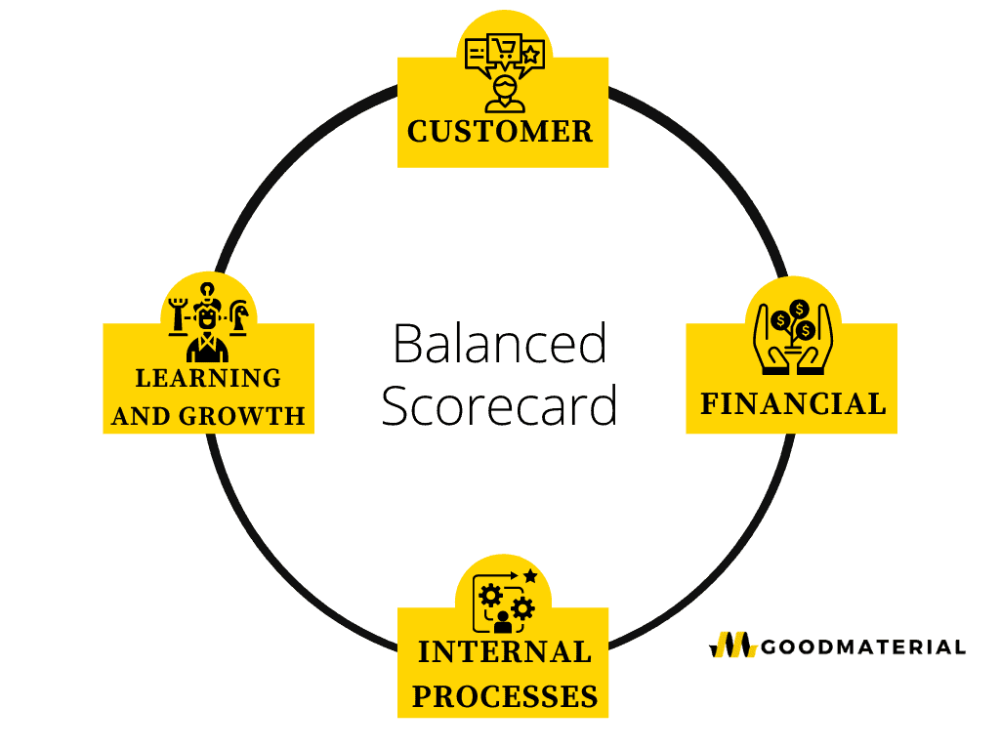 CUSTOMER
LEARNING
AND GROWTH
Balanced
Scorecard
FINANCIAL
INTERNAL
PROCESSES
GOODMATERIAL